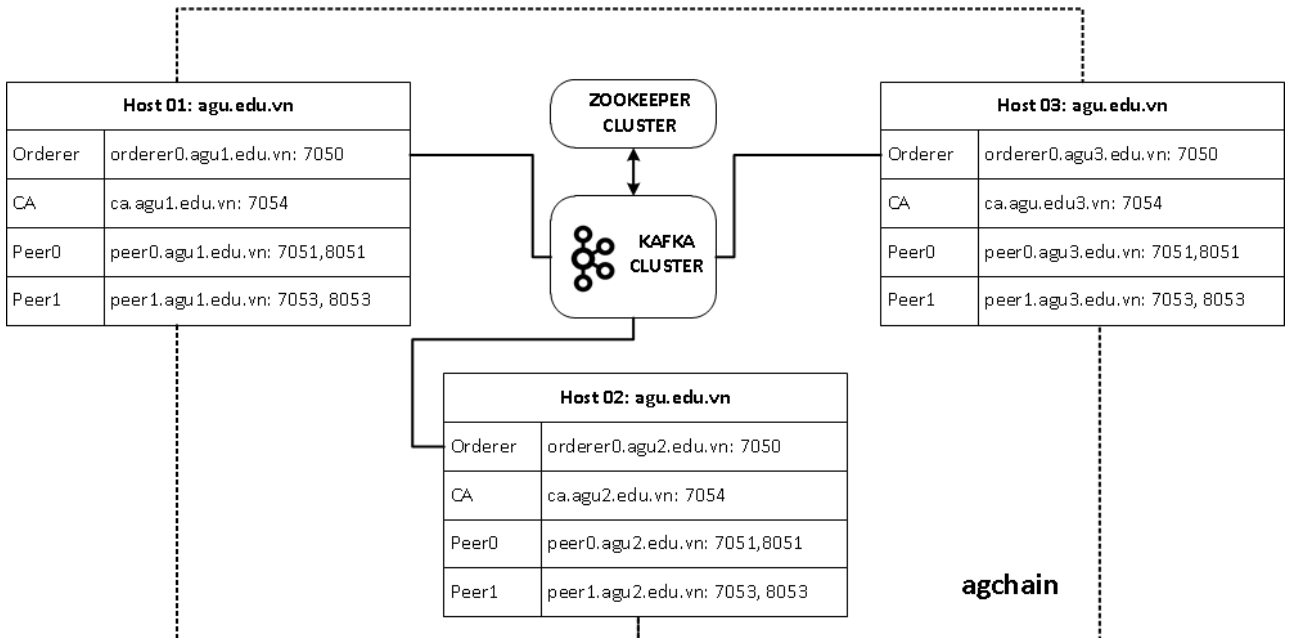 Host 01: agu.edu.vn
Orderer orderer0.agu1.edu.vn: 7050
CA ca.agu1.edu.vn: 7054
Peer0 peer0.agu1.edu.vn: 7051,8051
Peer1 peer1.agu1.edu.vn: 7053, 8053
ZOOKEEPER
CLUSTER
KAFKA
CLUSTER
Host 03: agu.edu.vn
Orderer orderer0.agu3.edu.vn: 7050
CA ca.agu.edu3.vn: 7054
Peer0 peer0.agu3.edu.vn: 7051,8051
Peer1 peer1.agu3.edu.vn: 7053, 8053
Host 02: agu.edu.vn
Orderer orderer0.agu2.edu.vn: 7050
CA ca.agu2.edu.vn: 7054
Peer0 peer0.agu2.edu.vn: 7051,8051
Peer1 peer1.agu2.edu.vn: 7053, 8053
agchain